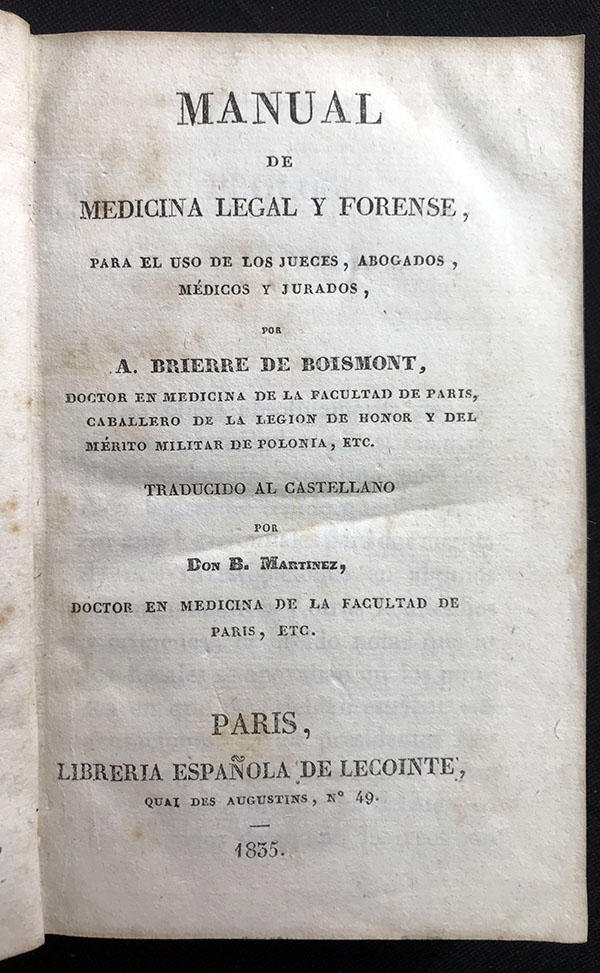 MANUAL
DE
MEDICINA LEGAL Y FORENSE,
PARA EL USO DE LOS JUECES, ABOGADOS,
MÉDICOS Y JURADOS,
POR
A. BRIERRE DE BOISMONT,
DOCTOR EN MEDICINA DE LA FACULTAD DE PARIS,
CABALLERO DE LA LEGION DE HONOR Y DEL
MÉRITO MILITAR DE POLONIA, ETC.
TRADUCIDO AL CASTELLANO
POR
DON B. MARTINEZ,
DOCTOR EN MEDICINA DE LA FACULTAD DE
PARIS, ETC.
PARIS,
LIBRERIA ESPAÑOLA DE LECOINTE,
QUAI DES AUGUSTINS, Nº 49.
1835.